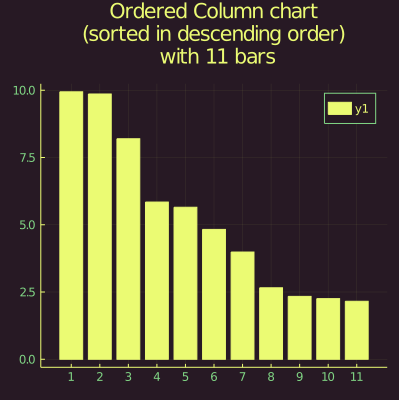 Ordered Column chart
(sorted in descending order)
with 11 bars
10.0
7.5
5.0
2.5
0.0
y1
1 2 3 4 5 6 7 8 9 10 11